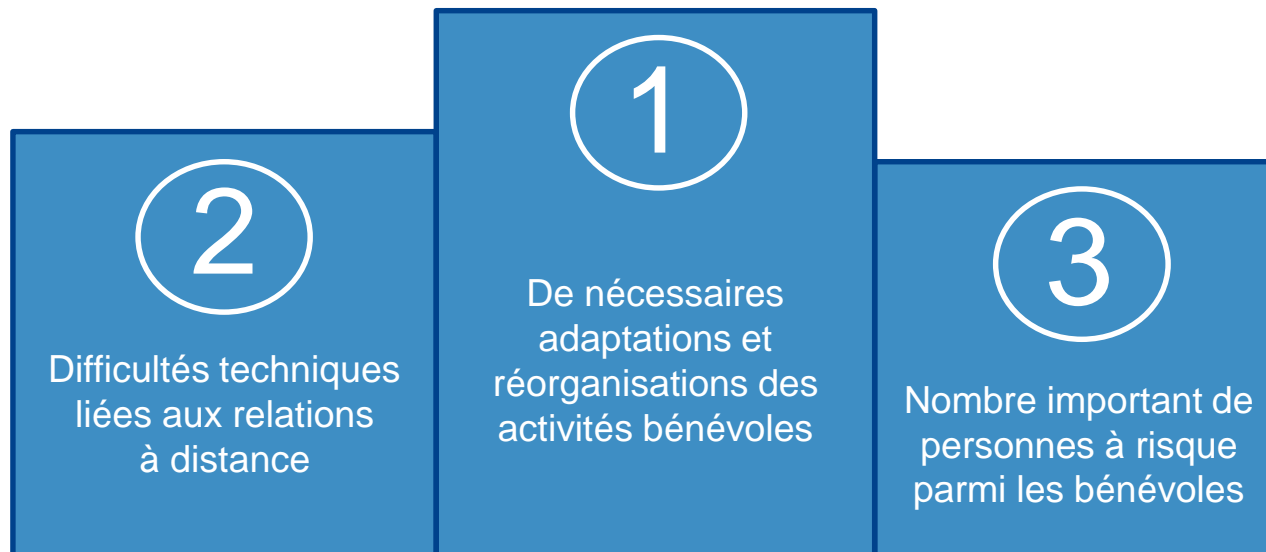 2
Difficultés techniques
liées aux relations
à distance
1
De nécessaires
adaptations et
réorganisations des
activités bénévoles
3
Nombre important de
personnes à risque
parmi les bénévoles